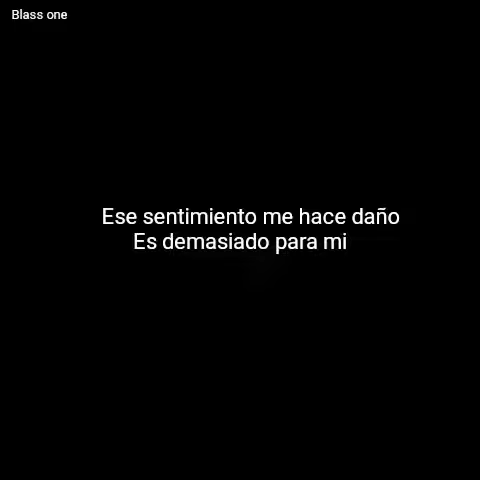 Blass one
Ese sentimiento me hace daño
Es demasiado para mi